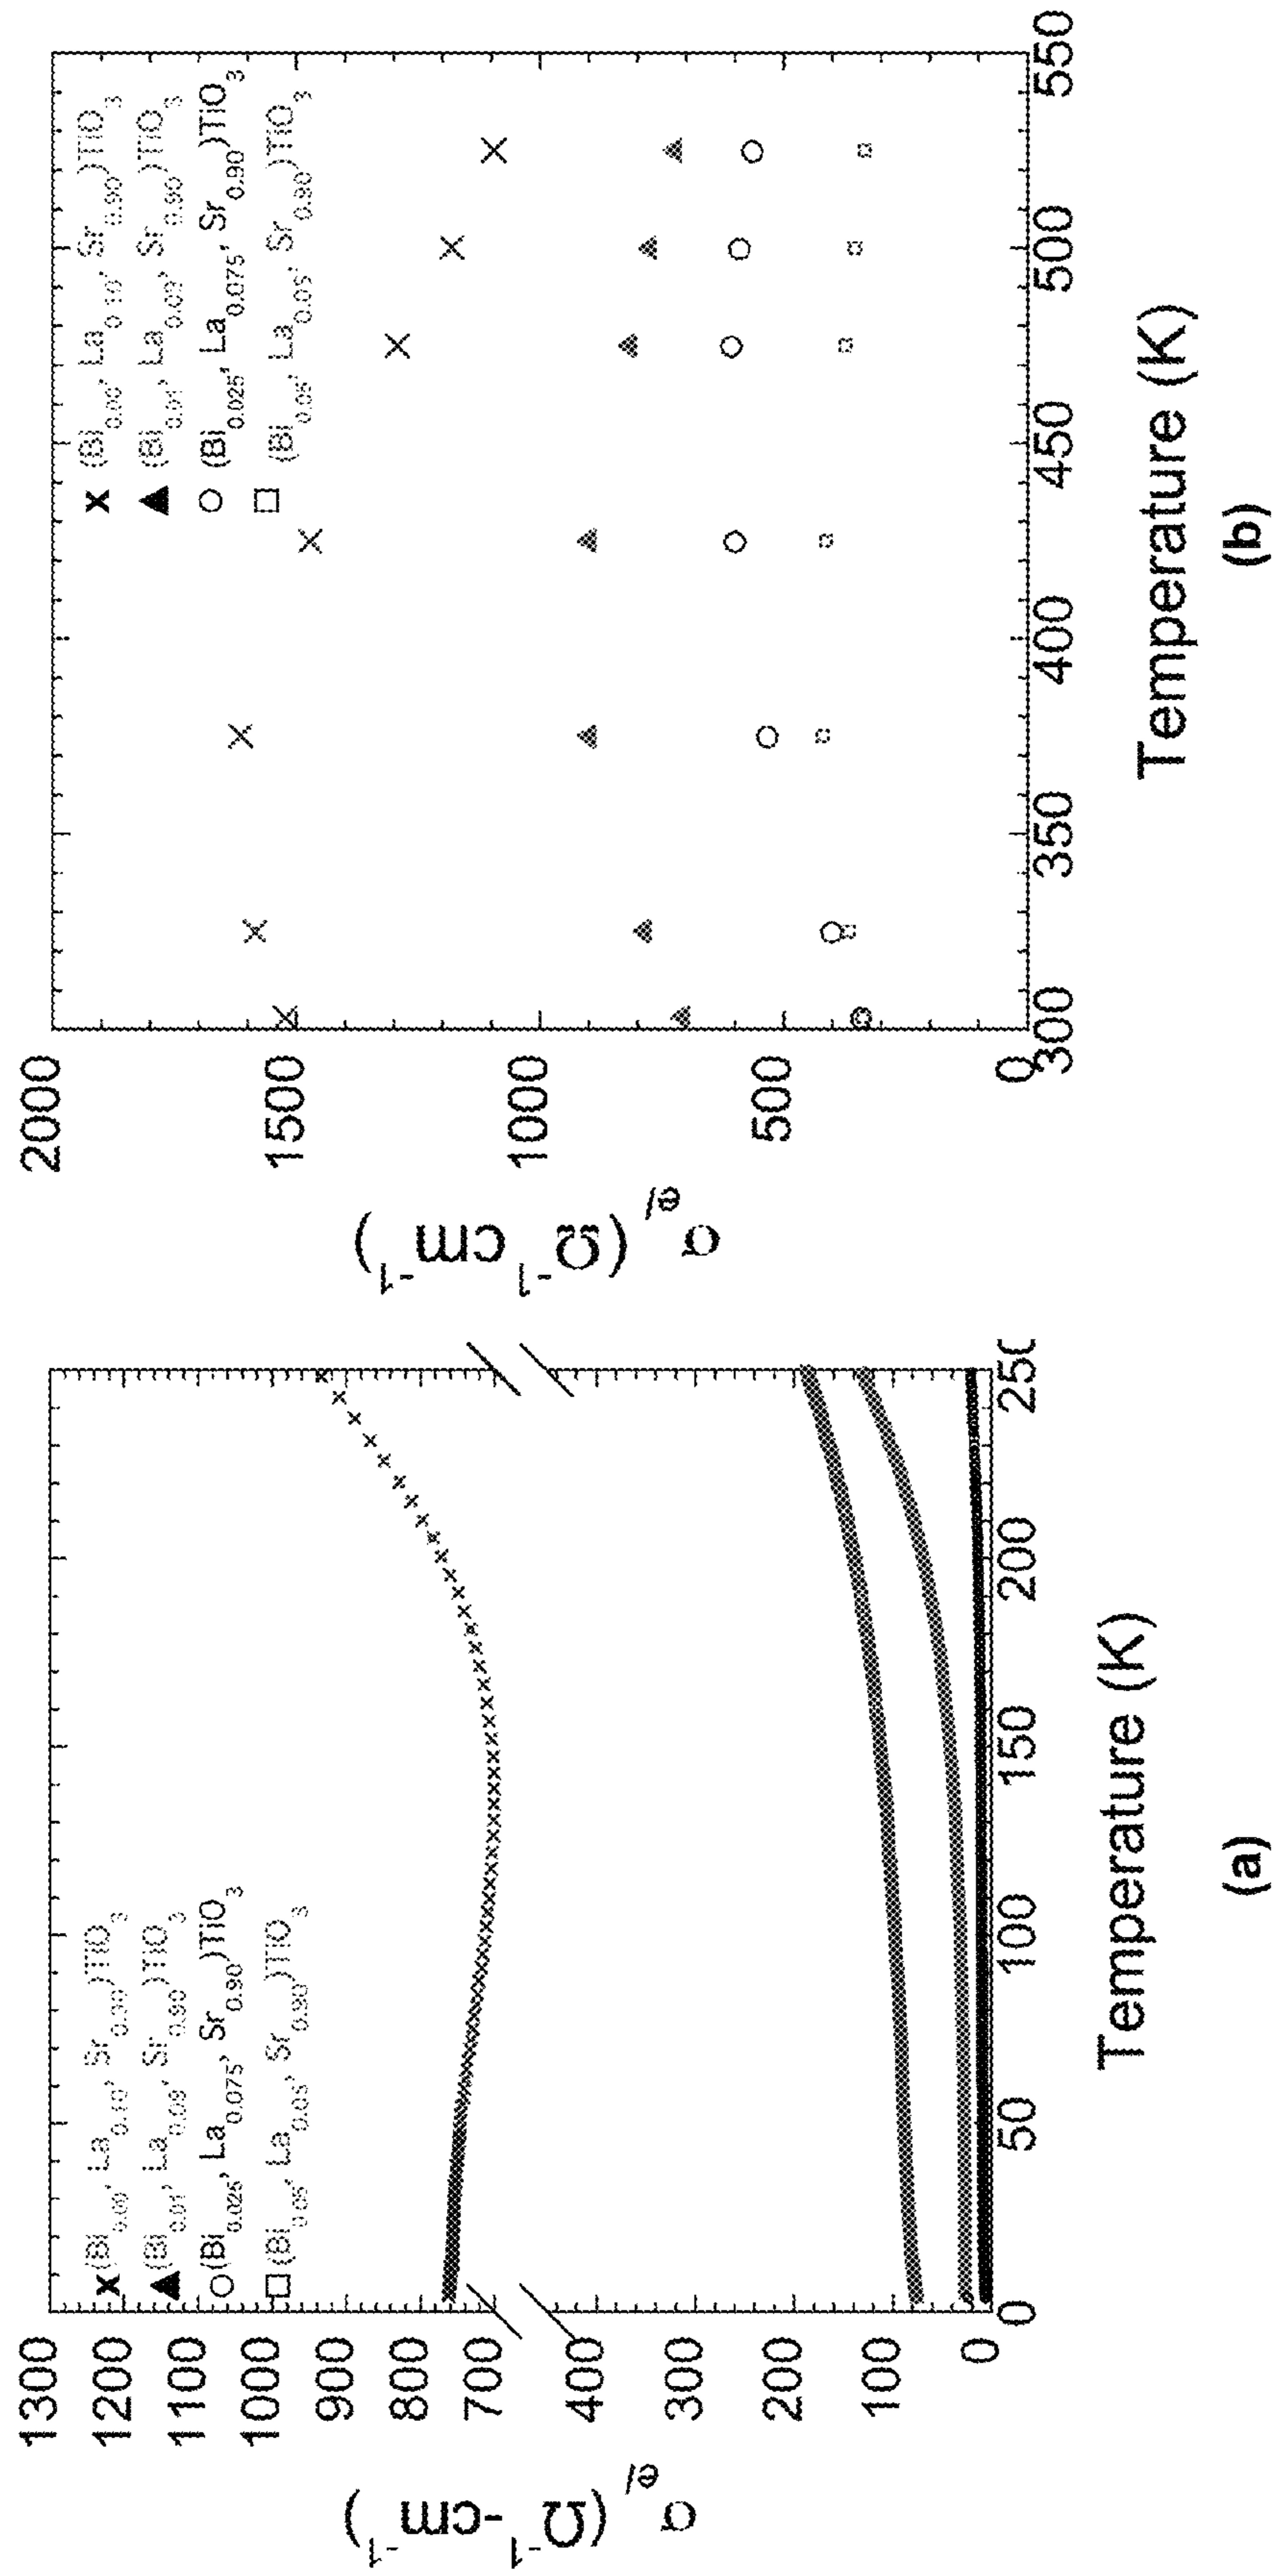 1300
1200
1100
1000
900
800
700
400
300
200
100
0
σel (Ω-1-cm-1)
x (Bi0.00, La0.10, Sr0.90)TiO3
▲ (Bi0.01, La0.09, Sr0.90)TiO3
○ (Bi0.025, La0.075, Sr0.90)TiO3
□ (Bi0.05, La0.05, Sr0.90)TiO3
0 50 100 150 200 250
Temperature (K)
(a)
2000
1500
1000
500
0
σel (Ω-1cm-1)
x (Bi0.00, La0.10, Sr0.90)TiO3
▲ (Bi0.01, La0.09, Sr0.90)TiO3
○ (Bi0.025, La0.075, Sr0.90)TiO3
□ (Bi0.05, La0.05, Sr0.90)TiO3
300 350 400 450 500 550
Temperature (K)
(b)